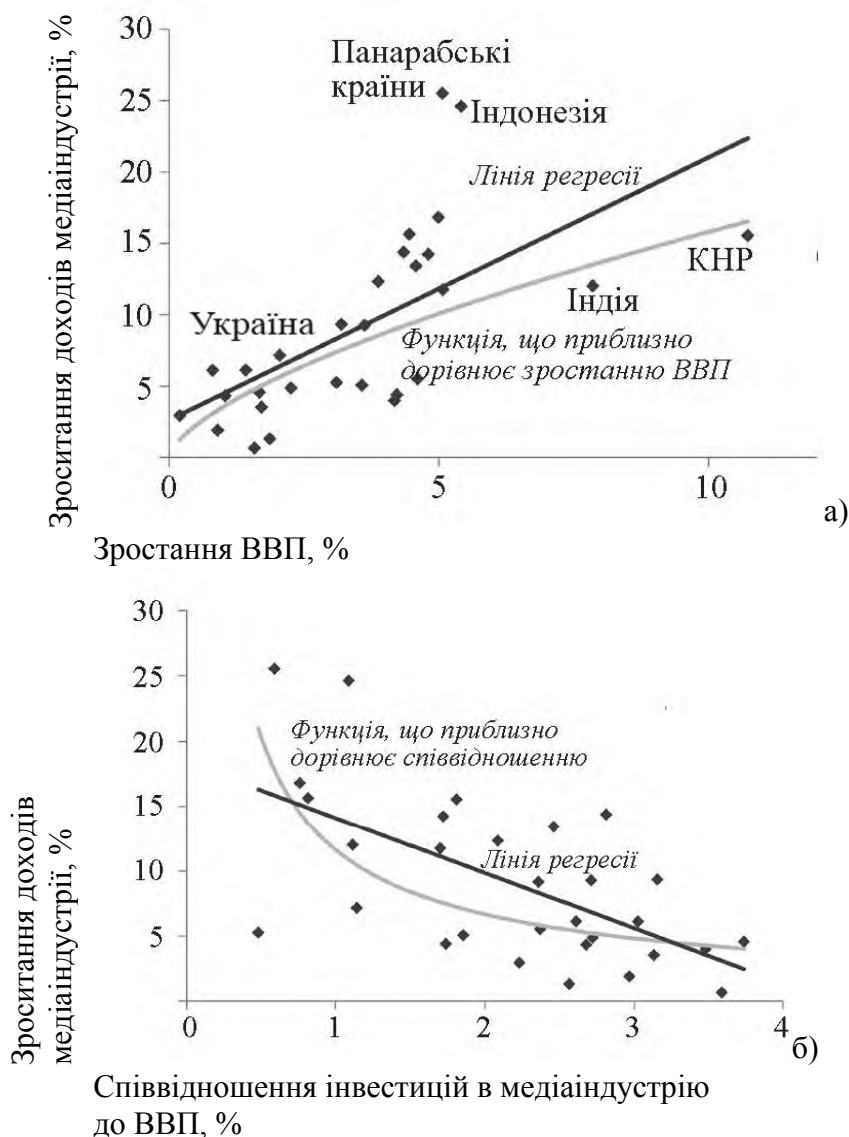 Зроситання доходів медіаіндустрії, %
30
25
20
15
10
5
0
5
10
Панарабські
країни
Індонезія
Лінія регресії
КНР
Індія
Україна
Функція, що приблизно
дорівнює зростанню ВВП
а)
Зростання ВВП, %
Зроситання доходів
медіаіндустрії, %
30
25
20
15
10
5
0
1
2
3
4
Функція, що приблизно
дорівнює співвідношенню
Лінія регресії
б)
Співвідношення інвестицій в медіаіндустрію
до ВВП, %